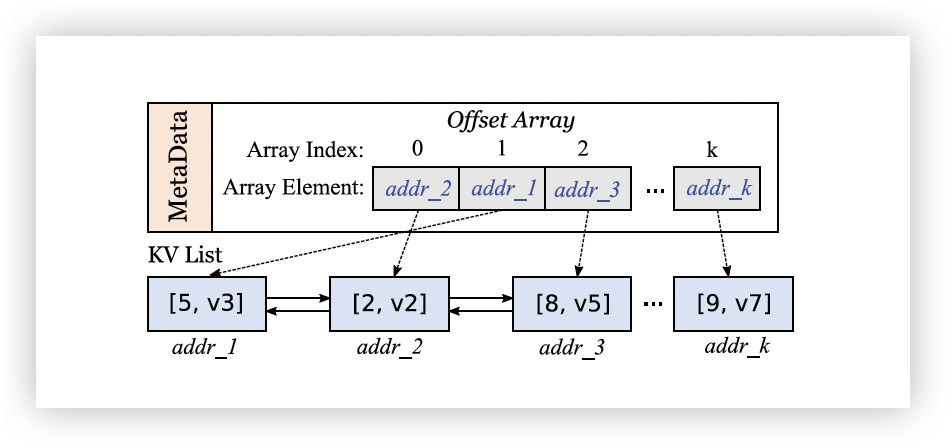 MetaData
Offset Array
Array Index: 0 1 2 k
Array Element: addr_2 addr_1 addr_3 ... addr_k
KV List
[5, v3] [2, v2] [8, v5] ... [9, v7]
addr_1 addr_2 addr_3 addr_k